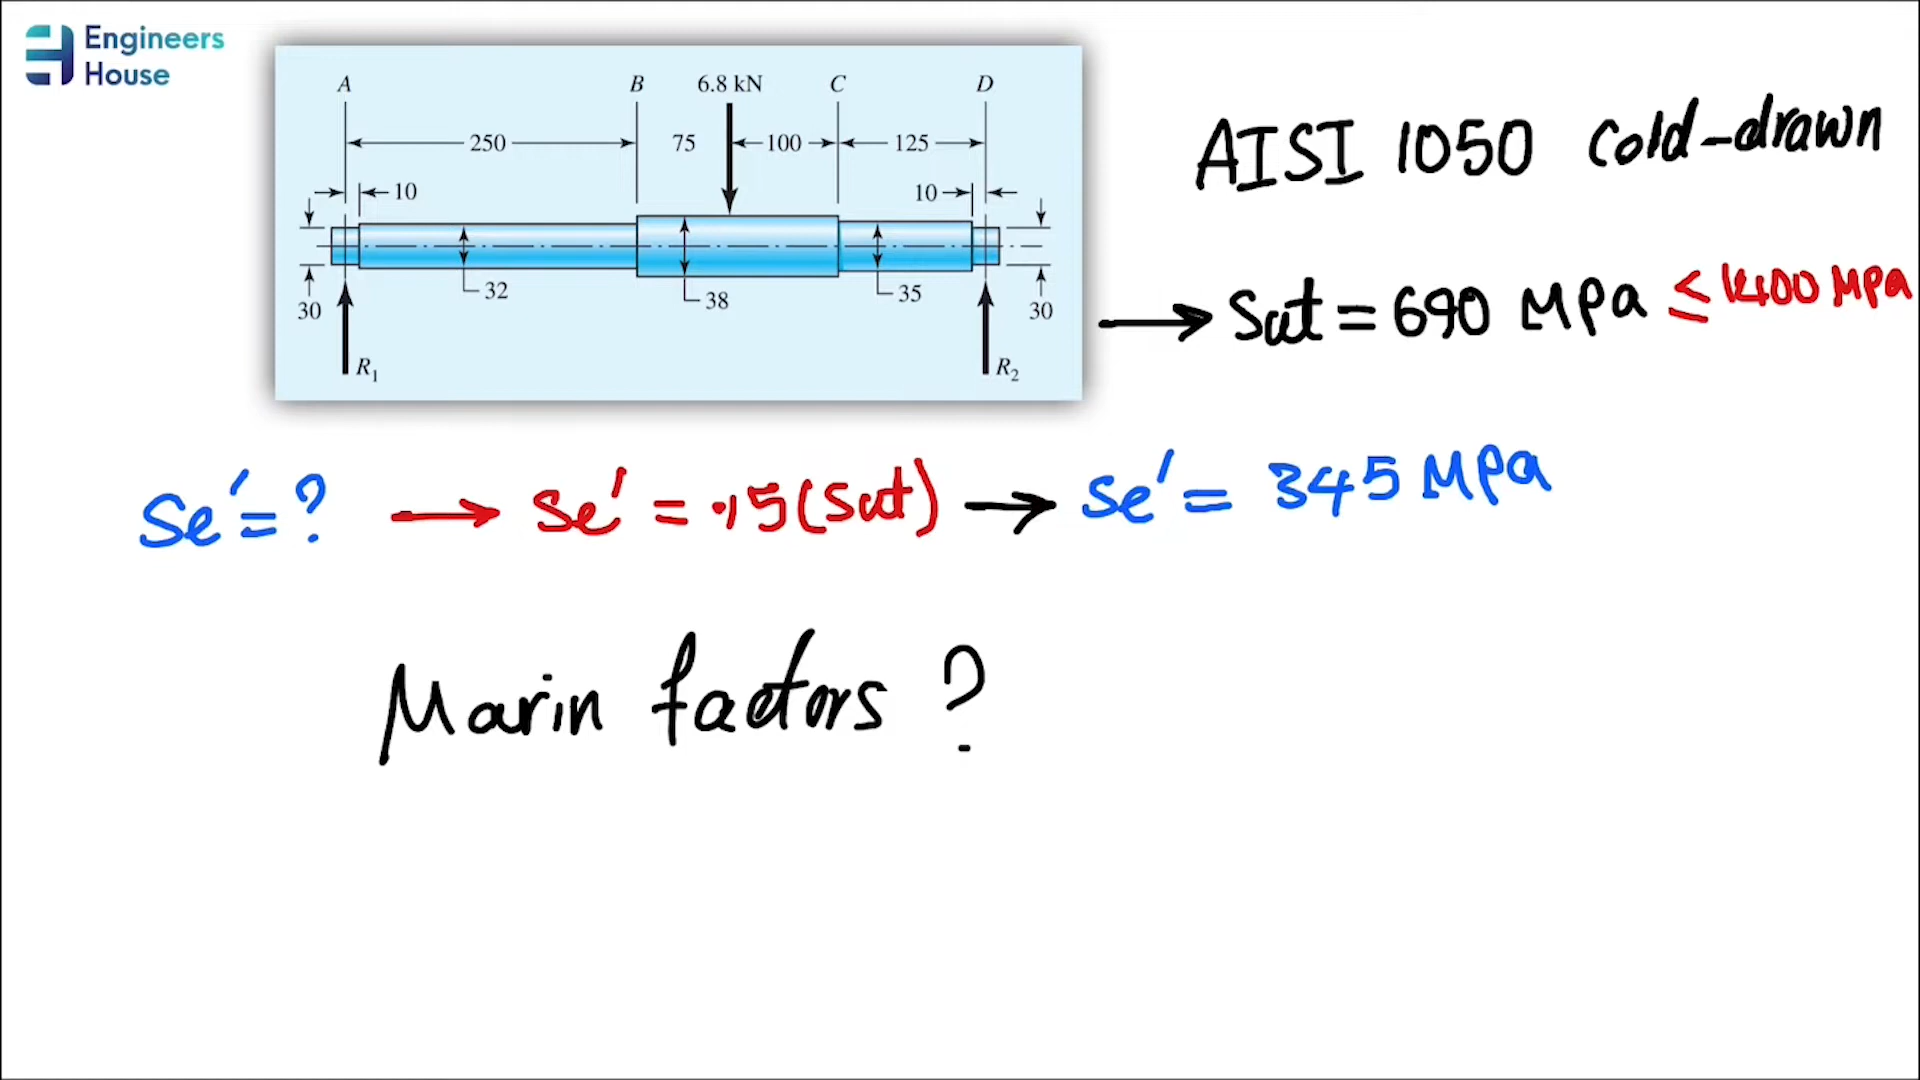 Engineers
House
A B 6.8 kN C D
250 75 100 125
10 10
32 38 35
30 30
R1 R2
AISI 1050 cold-drawn
→ Sut = 690 MPa ≤ 1400 MPa
Se' = ? → Se' = .5(Sut) → Se' = 345 MPa
Marin factors ?